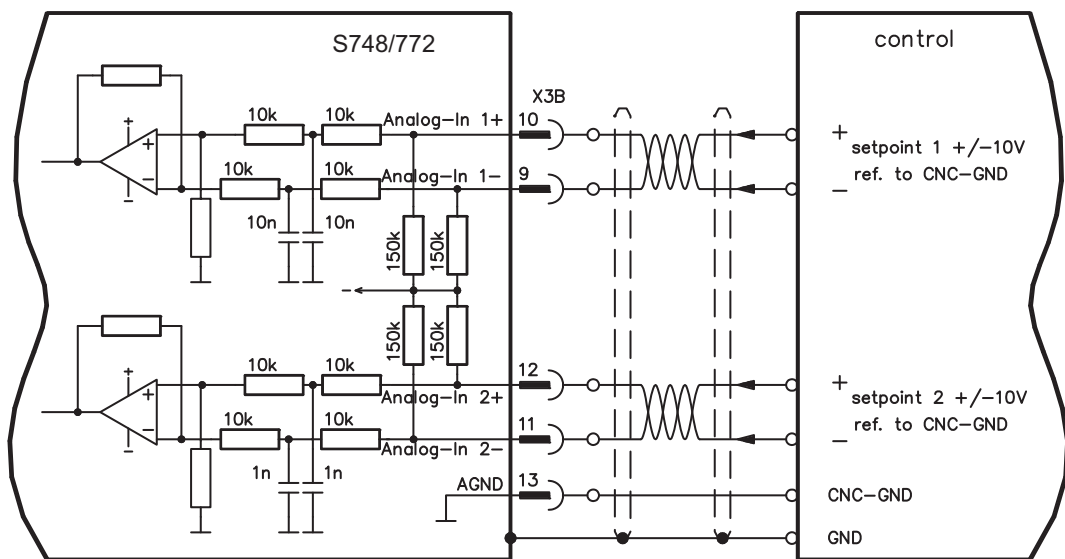 S748/772
control
X3B
10k
10k
Analog-In 1+
10
+
setpoint 1 +/-10V
ref. to CNC-GND
+
+
10k
10k
Analog-In 1-
9
−
−
−
10n
10n
150k
150k
−
150k
150k
10k
10k
12
+
Analog-In 2+
setpoint 2 +/-10V
ref. to CNC-GND
+
+
10k
10k
11
−
−
−
Analog-In 2-
1n
1n
AGND
13
CNC-GND
GND